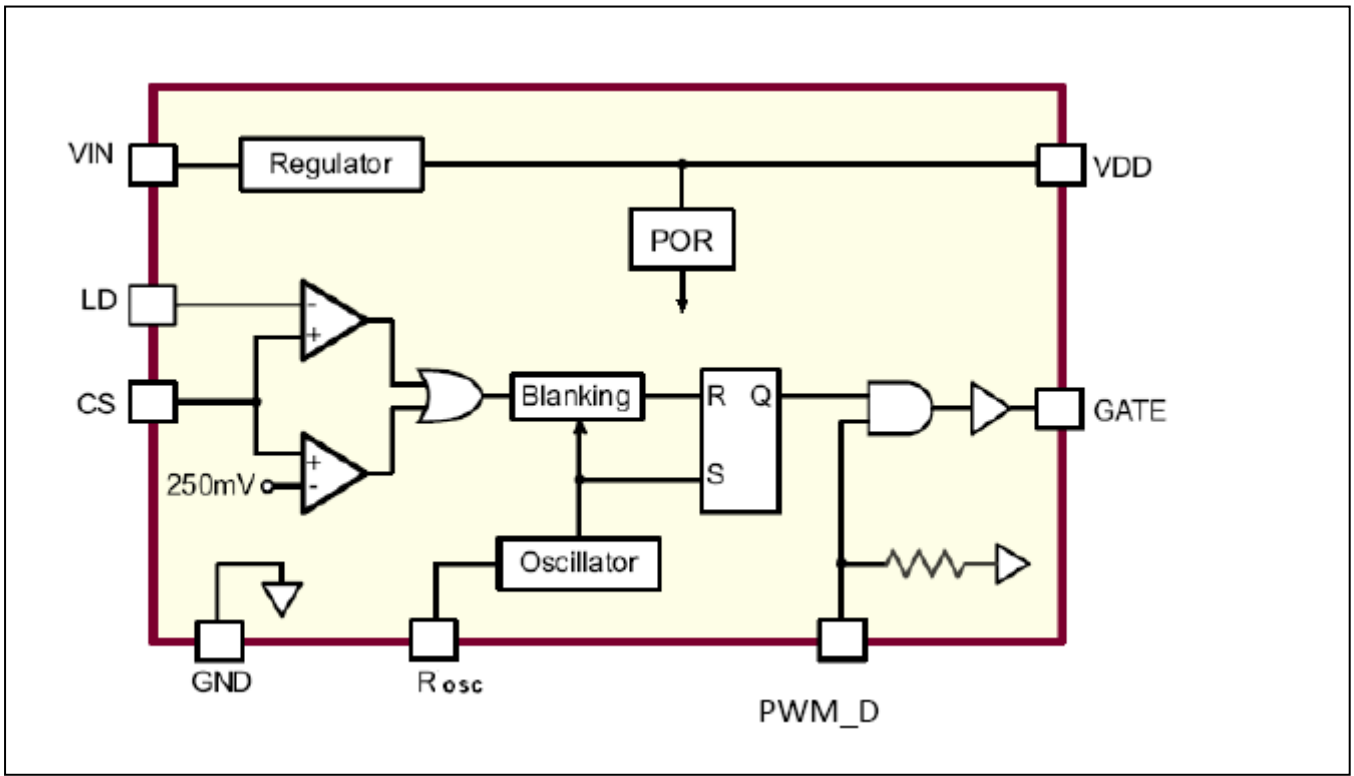 VIN
Regulator
VDD
POR
LD
-
+
CS
Blanking
R Q
S
GATE
+
250mV
-
Oscillator
GND
Rosc
PWM_D